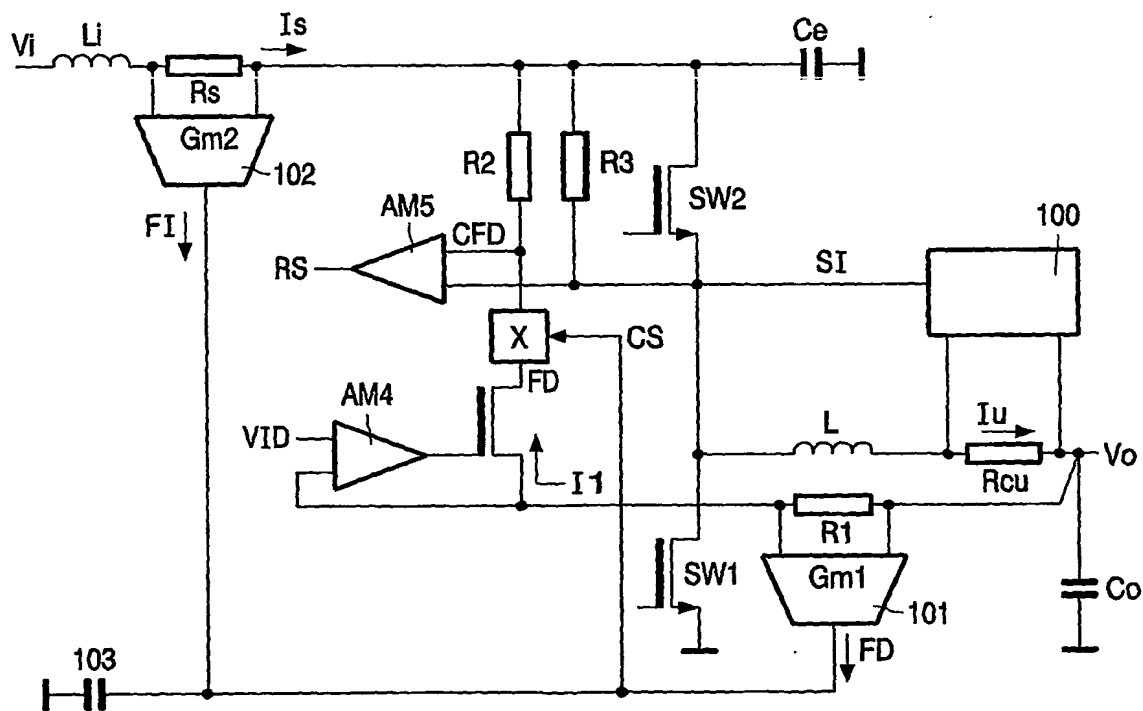 Vi
Li
Is
Ce
Rs
Gm2
102
R2
R3
SW2
AM5
FI
CFD
100
RS
SI
X
CS
FD
AM4
VID
L
Iu
Vo
I1
Rcu
R1
SW1
Gm1
Co
101
FD
103